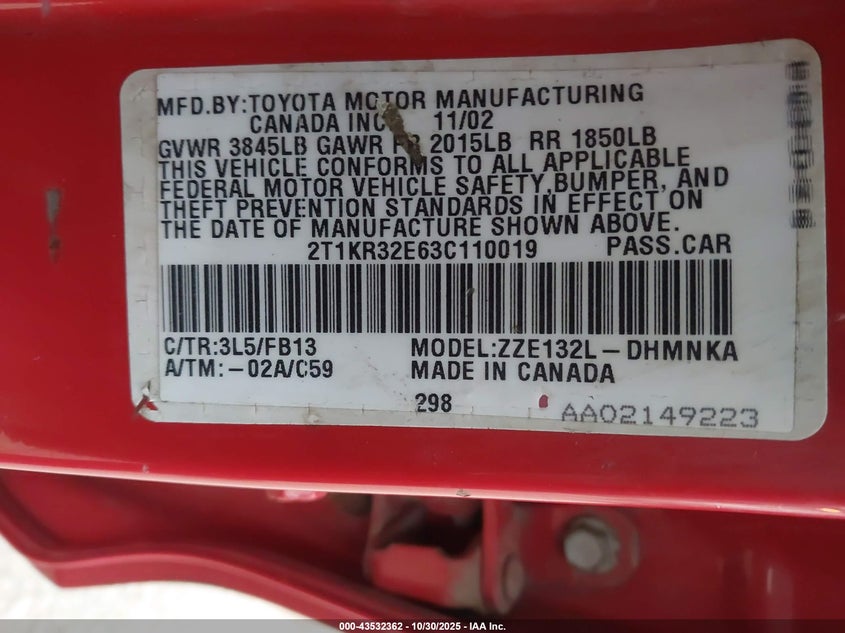 MFD.BY:TOYOTA MOTOR MANUFACTURING
CANADA INC. 11/02
GVWR 3845LB GAWR FR 2015LB RR 1850LB
THIS VEHICLE CONFORMS TO ALL APPLICABLE
FEDERAL MOTOR VEHICLE SAFETY,BUMPER, AND
THEFT PREVENTION STANDARDS IN EFFECT ON
THE DATE OF MANUFACTURE SHOWN ABOVE.
2T1KR32E63C110019 PASS.CAR
C/TR:3L5/FB13 MODEL:ZZE132L-DHMNKA
A/TM:-02A/C59 MADE IN CANADA
298 AA02149223
000-43532362 | 10/30/2025 - IAA Inc.